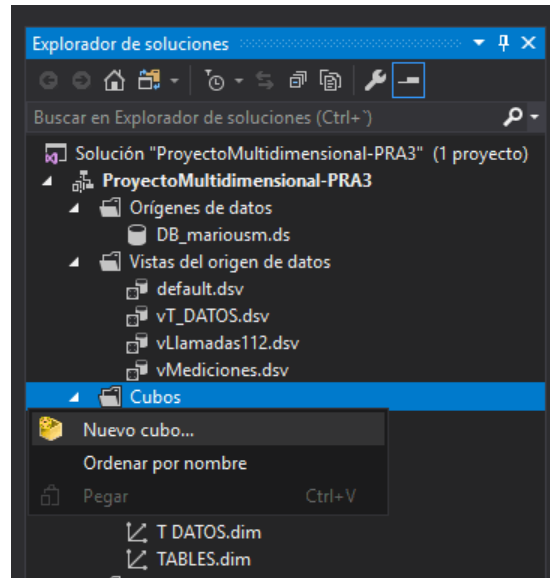 Explorador de soluciones
Buscar en Explorador de soluciones (Ctrl+`)
Solución "ProyectoMultidimensional-PRA3" (1 proyecto)
ProyectoMultidimensional-PRA3
Orígenes de datos
DB_mariousm.ds
Vistas del origen de datos
default.dsv
vT_DATOS.dsv
vLlamadas112.dsv
vMediciones.dsv
Cubos
Nuevo cubo...
Ordenar por nombre
Pegar Ctrl+V
T DATOS.dim
TABLES.dim